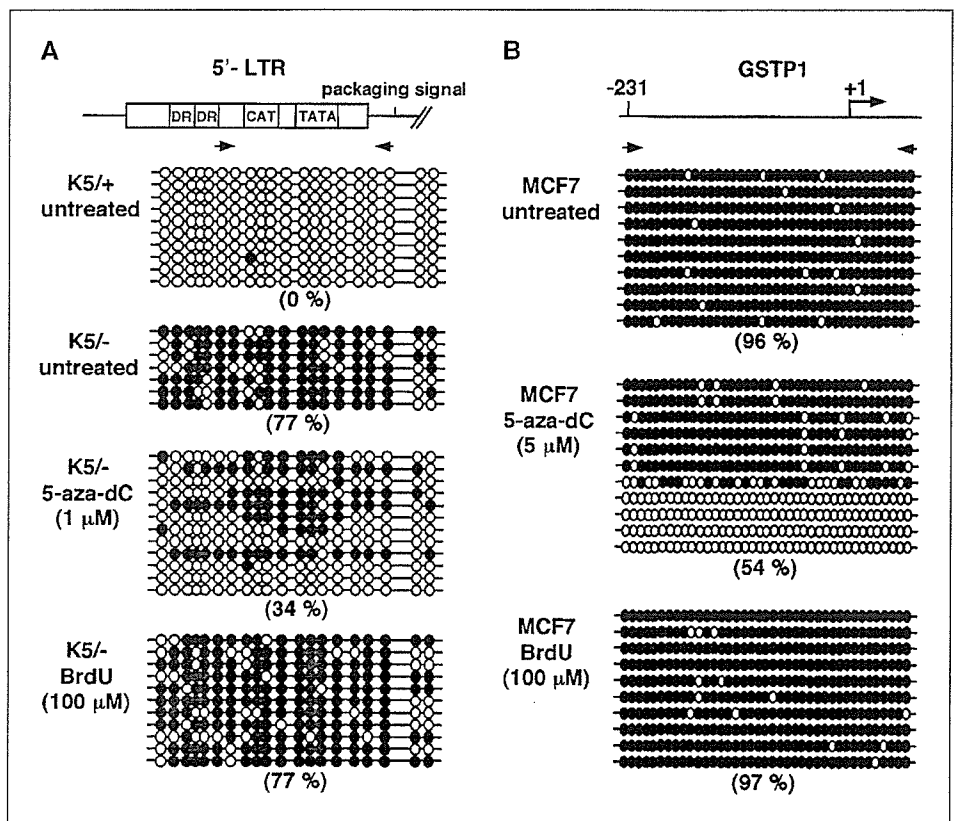 A
5'- LTR
packaging signal
DR DR CAT TATA
K5/+
untreated
(0 %)
K5/-
untreated
(77 %)
K5/-
5-aza-dC
(1 µM)
(34 %)
K5/-
BrdU
(100 µM)
(77 %)
B
GSTP1
-231
+1
MCF7
untreated
(96 %)
MCF7
5-aza-dC
(5 µM)
(54 %)
MCF7
BrdU
(100 µM)
(97 %)